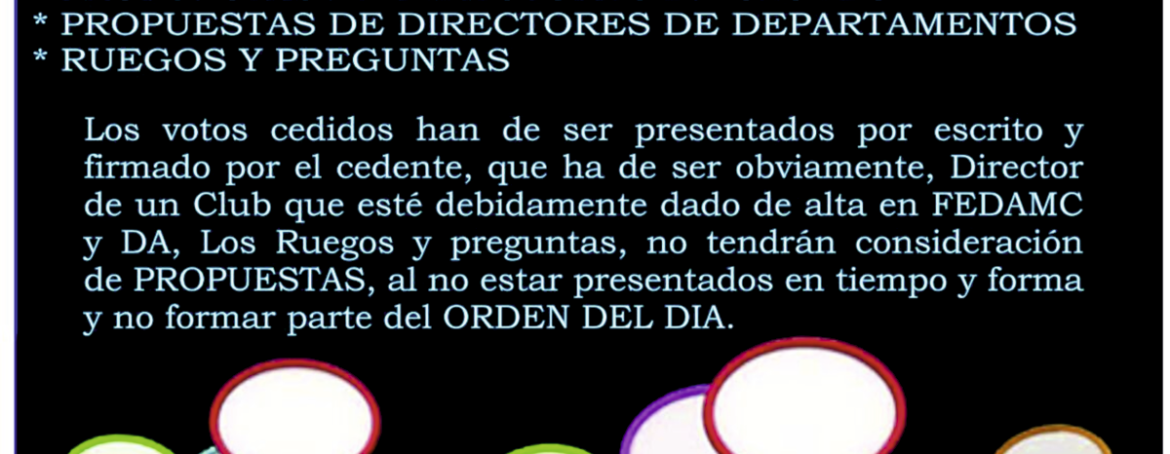 * PROPUESTAS DE DIRECTORES DE DEPARTAMENTOS
* RUEGOS Y PREGUNTAS
Los votos cedidos han de ser presentados por escrito y
firmado por el cedente, que ha de ser obviamente, Director
de un Club que esté debidamente dado de alta en FEDAMC
y DA, Los Ruegos y preguntas, no tendrán consideración
de PROPUESTAS, al no estar presentados en tiempo y forma
y no formar parte del ORDEN DEL DIA.